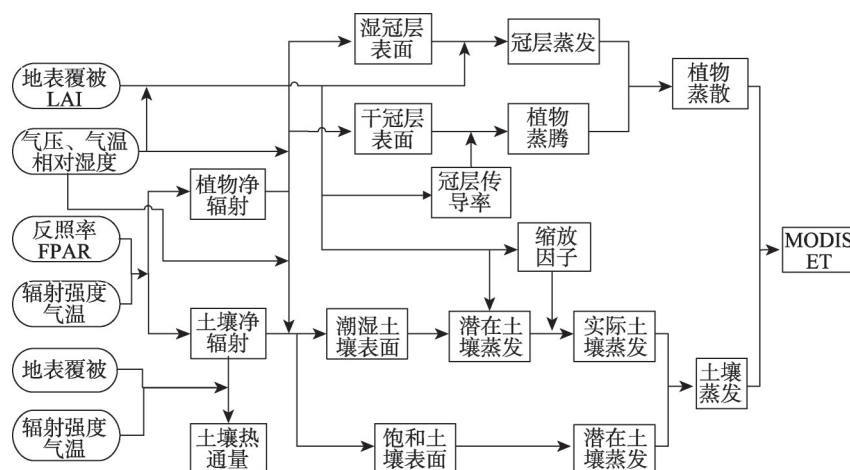 湿冠层
表面
冠层蒸发
地表覆被
LAI
植物
蒸散
干冠层
表面
植物
蒸腾
气压、气温
相对湿度
植物净
辐射
冠层传
导率
反照率
FPAR
缩放
因子
MODIS
ET
辐射强度
气温
土壤净
辐射
潮湿土
壤表面
潜在土
壤蒸发
实际土
壤蒸发
地表覆被
土壤
蒸发
辐射强度
气温
土壤热
通量
饱和土
壤表面
潜在土
壤蒸发